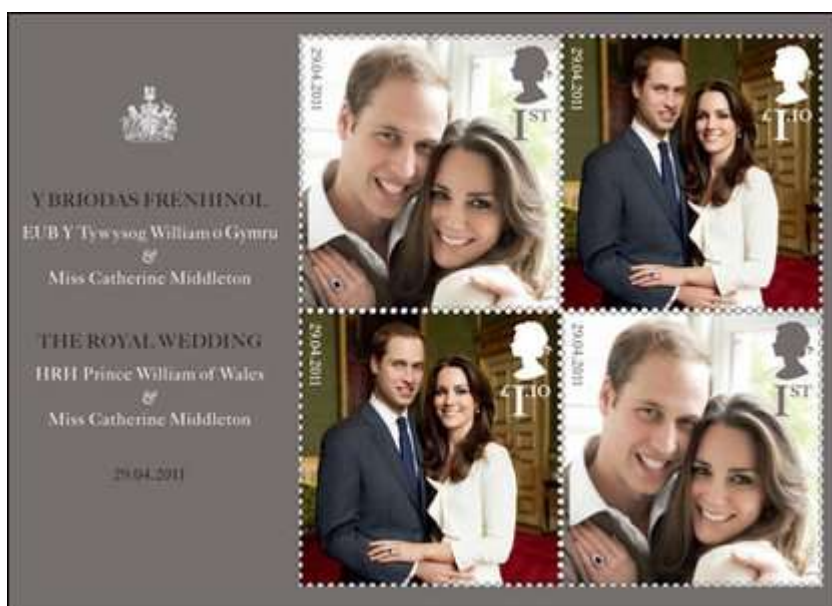 Y BRIODAS FRENHINOL
EUB Y Tywysog William o Gymru
&
Miss Catherine Middleton
THE ROYAL WEDDING
HRH Prince William of Wales
&
Miss Catherine Middleton
29.04.2011
29.04.2011
1ST
29.04.2011
£1.10
29.04.2011
£1.10
29.04.2011
1ST